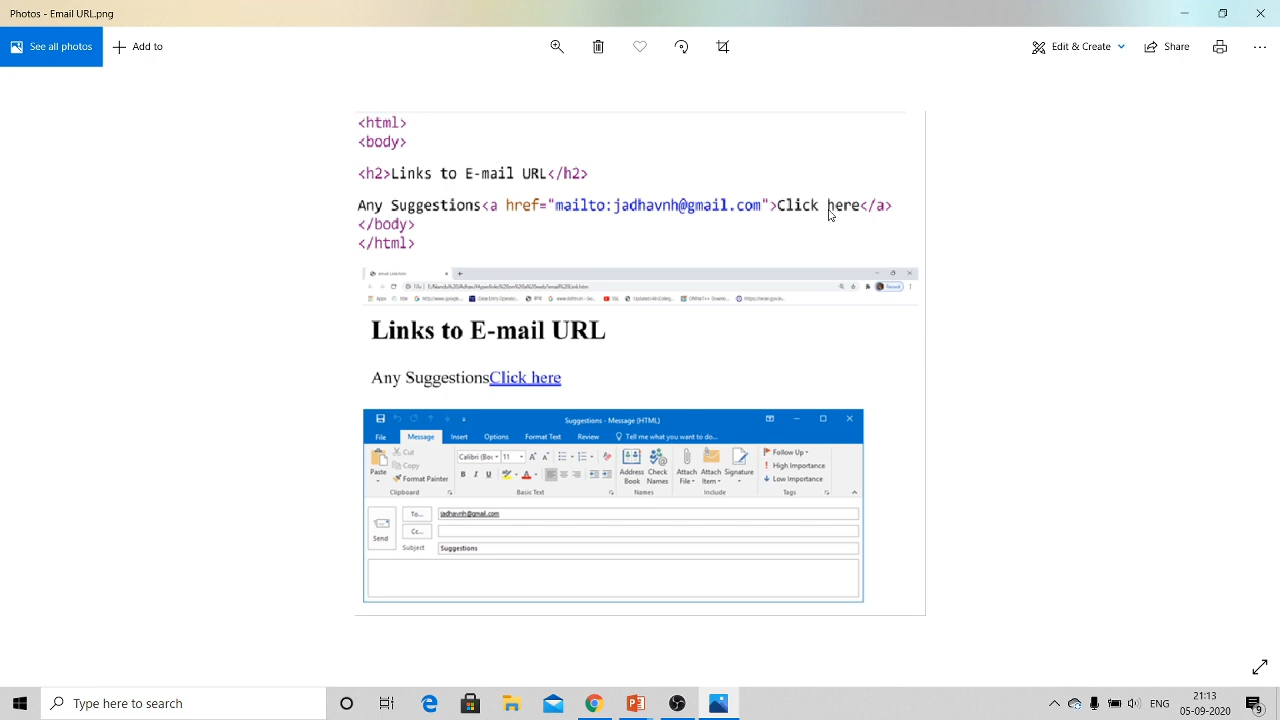 Photos - Email URL.png
See all photos
Add to
Edit & Create
Share
<html>
<body>
<h2>Links to E-mail URL</h2>
Any Suggestions<a href="mailto:jadhavnh@gmail.com">Click here</a>
</body>
</html>
Apps
Links to E-mail URL
Any SuggestionsClick here
Suggestions - Message (HTML)
File Message Insert Options Format Text Review Tell me what you want to do...
Paste
Cut
Copy
Format Painter
Clipboard
Calibri (Boc 11
B I U
Basic Text
Address Book
Check Names
Names
Attach File
Attach Item
Signature
Include
Follow Up
High Importance
Low Importance
Tags
Send
To...
jadhavnh@gmail.com
Cc...
Subject
Suggestions
Type here to search
ENG
21:13
05-09-2020